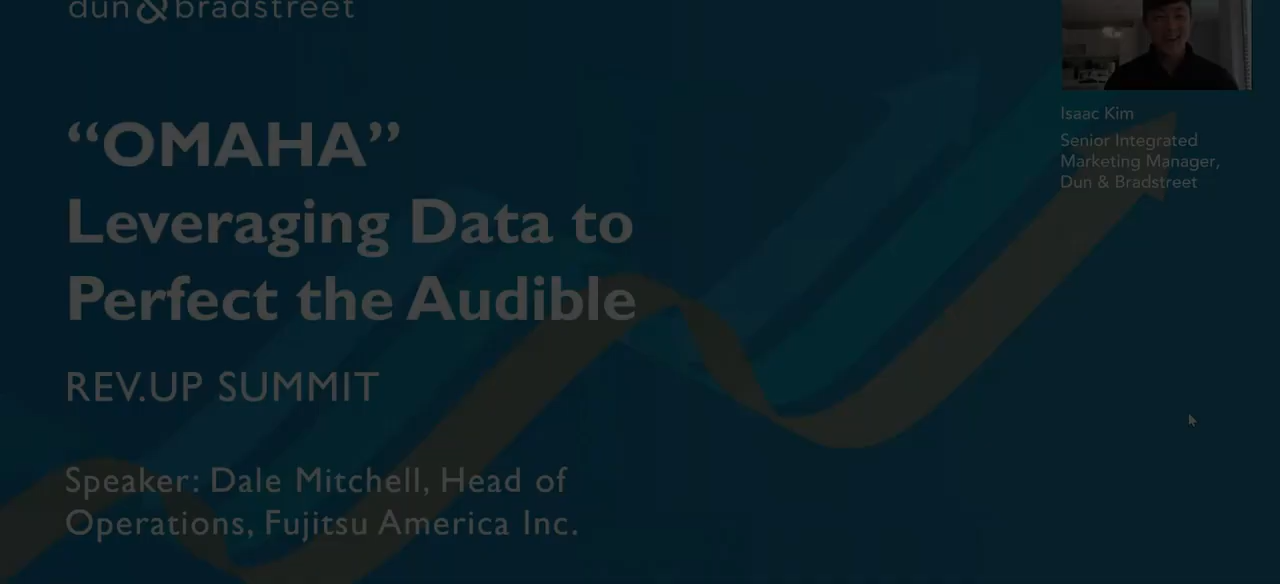 dun & bradstreet
“OMAHA”
Leveraging Data to
Perfect the Audible
REV.UP SUMMIT
Speaker: Dale Mitchell, Head of
Operations, Fujitsu America Inc.
Isaac Kim
Senior Integrated
Marketing Manager,
Dun & Bradstreet